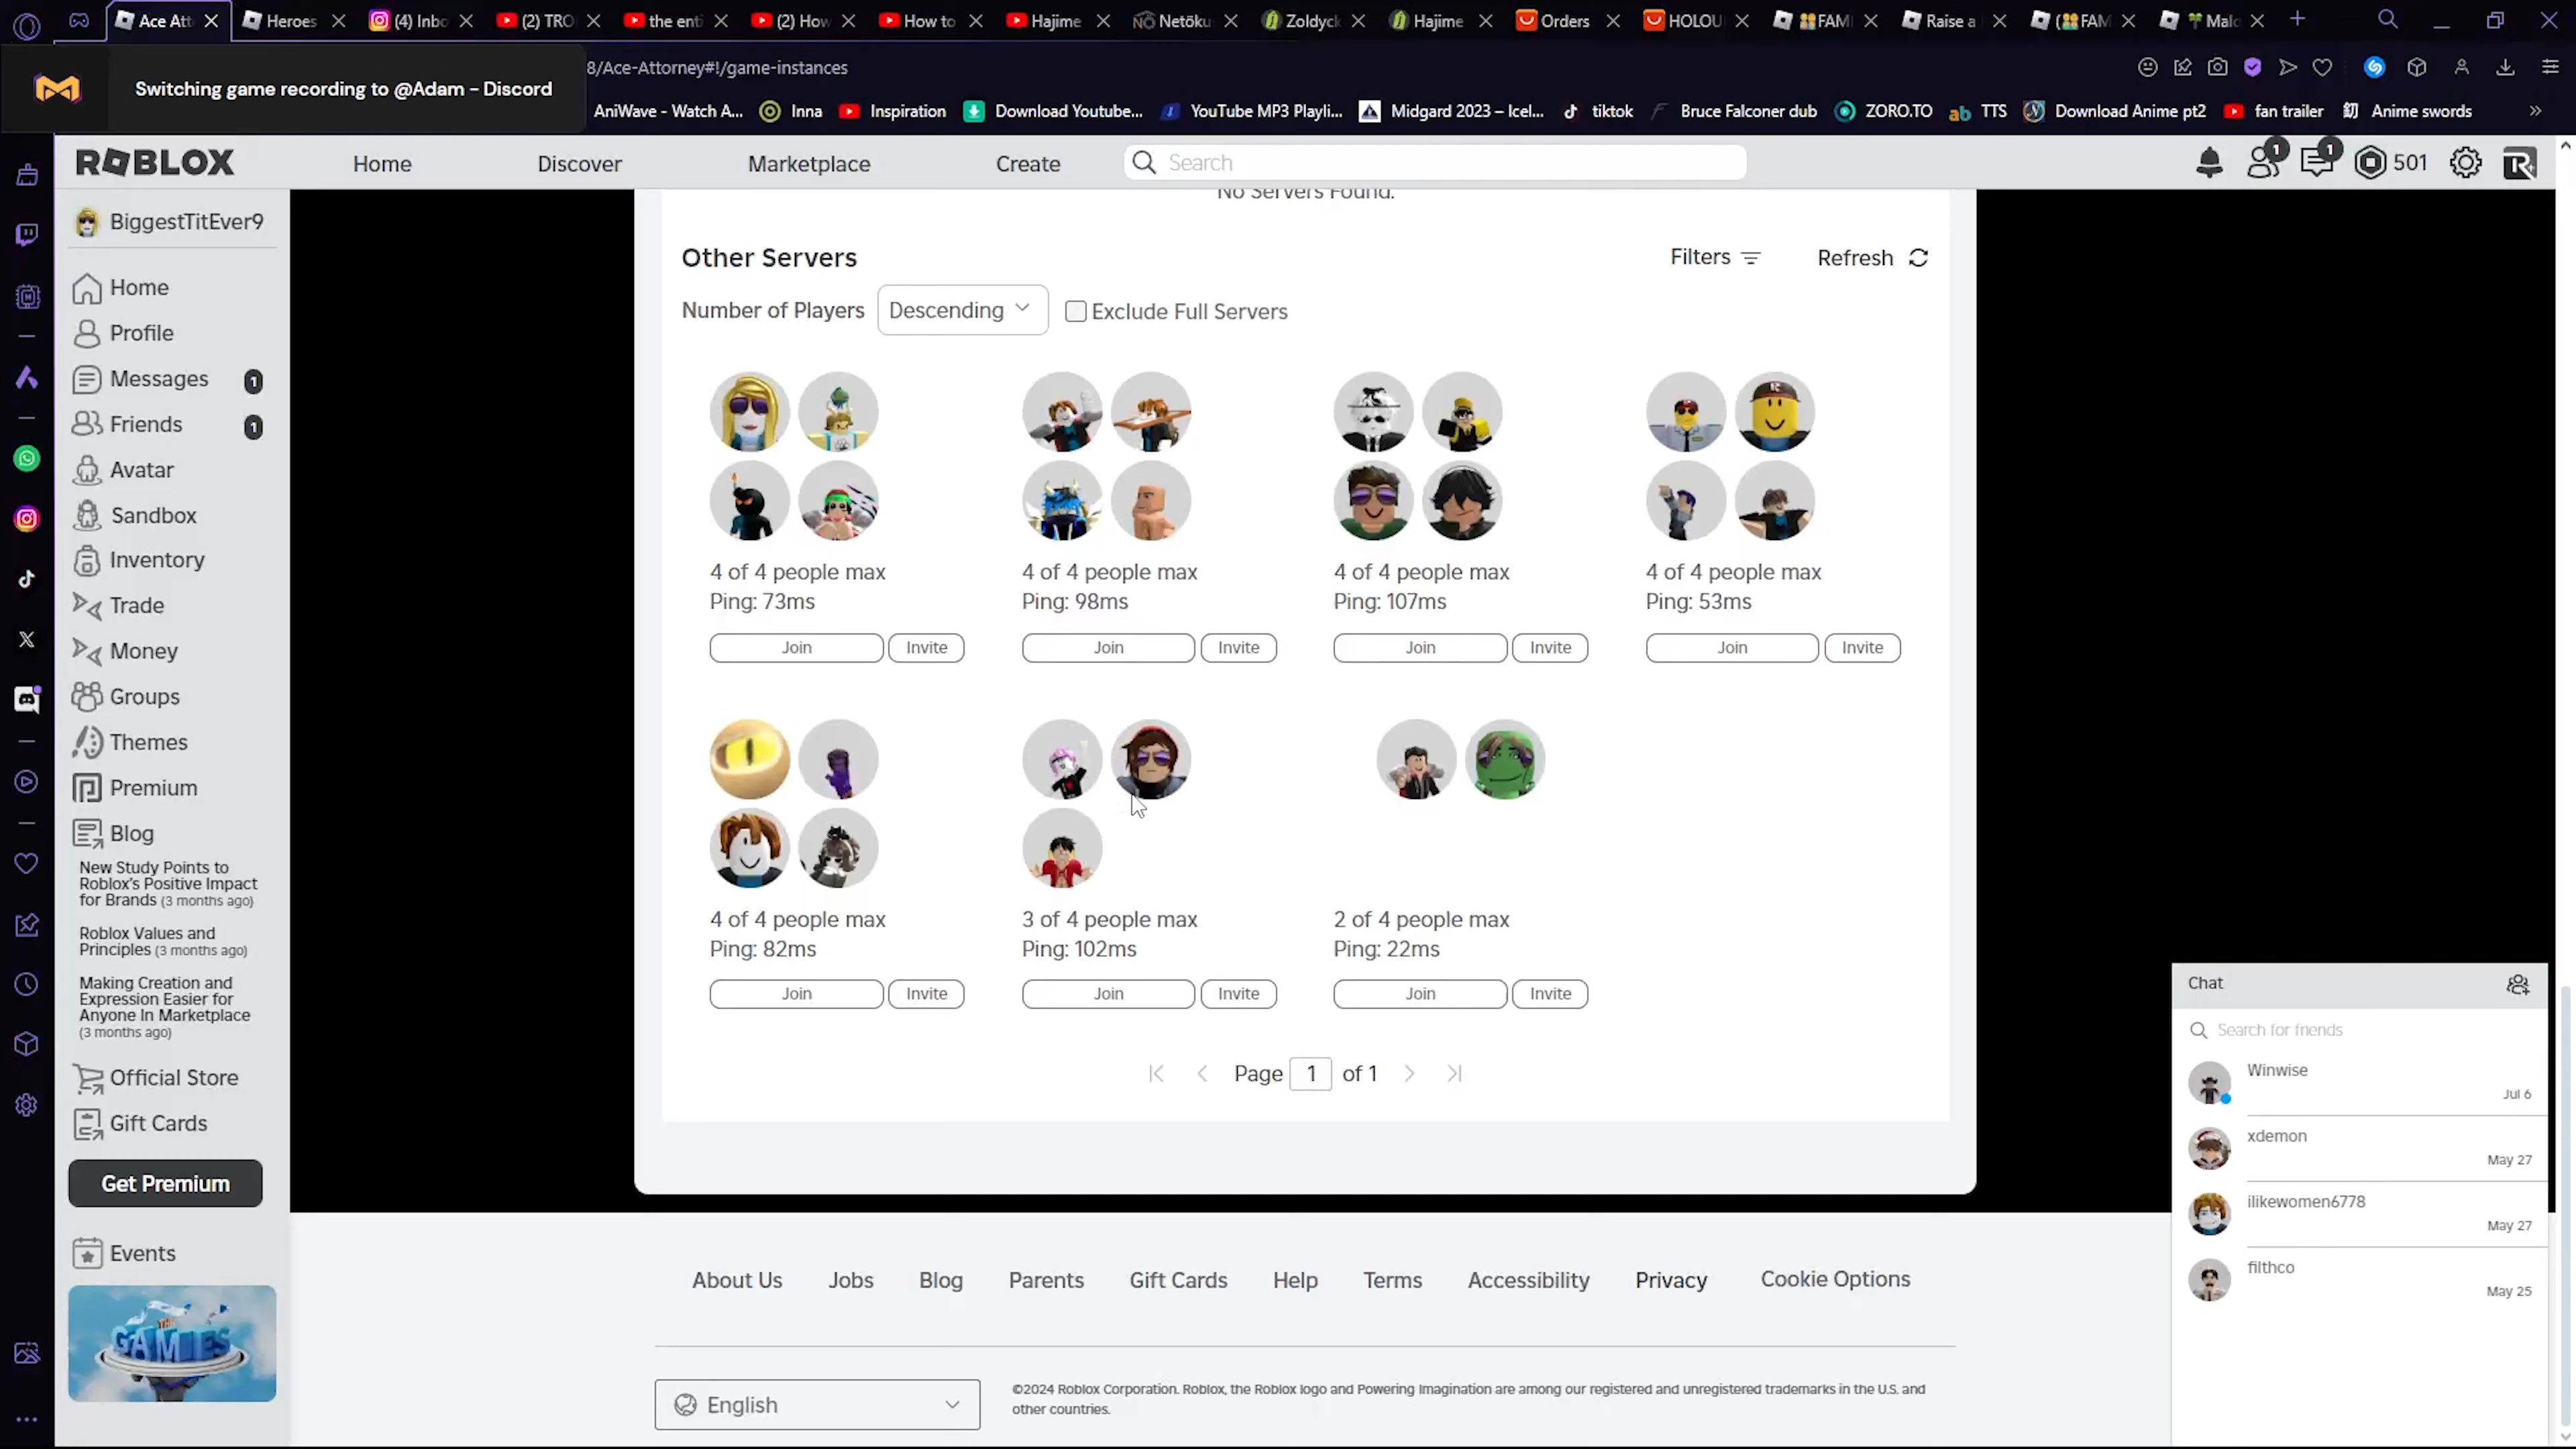 Ace Att
Heroes
(4) Inbo
(2) TRO
the enti
(2) How
How to
Hajime
Netōku
Zoldyck
Hajime
Orders
HOLOU
FAM
Raise a
(FAM
Malc
Switching game recording to @Adam - Discord
8/Ace-Attorney#!/game-instances
AniWave - Watch A...
Inna
Inspiration
Download Youtube...
YouTube MP3 Playli...
Midgard 2023 – Icel...
tiktok
Bruce Falconer dub
ZORO.TO
TTS
Download Anime pt2
fan trailer
Anime swords
ROBLOX
Home
Discover
Marketplace
Create
Search
1
1
501
BiggestTitEver9
Home
Profile
Messages 1
Friends 1
Avatar
Sandbox
Inventory
Trade
Money
Groups
Themes
Premium
Blog
New Study Points to
Roblox's Positive Impact
for Brands (3 months ago)
Roblox Values and
Principles (3 months ago)
Making Creation and
Expression Easier for
Anyone In Marketplace
(3 months ago)
Official Store
Gift Cards
Get Premium
Events
THE GAMES
No Servers Found.
Other Servers
Filters
Refresh
Number of Players
Descending
Exclude Full Servers
4 of 4 people max
Ping: 73ms
Join Invite
4 of 4 people max
Ping: 98ms
Join Invite
4 of 4 people max
Ping: 107ms
Join Invite
4 of 4 people max
Ping: 53ms
Join Invite
4 of 4 people max
Ping: 82ms
Join Invite
3 of 4 people max
Ping: 102ms
Join Invite
2 of 4 people max
Ping: 22ms
Join Invite
Page 1 of 1
About Us
Jobs
Blog
Parents
Gift Cards
Help
Terms
Accessibility
Privacy
Cookie Options
English
©2024 Roblox Corporation. Roblox, the Roblox logo and Powering Imagination are among our registered and unregistered trademarks in the U.S. and
other countries.
Chat
Search for friends
Winwise
Jul 6
xdemon
May 27
ilikewomen6778
May 27
filthco
May 25